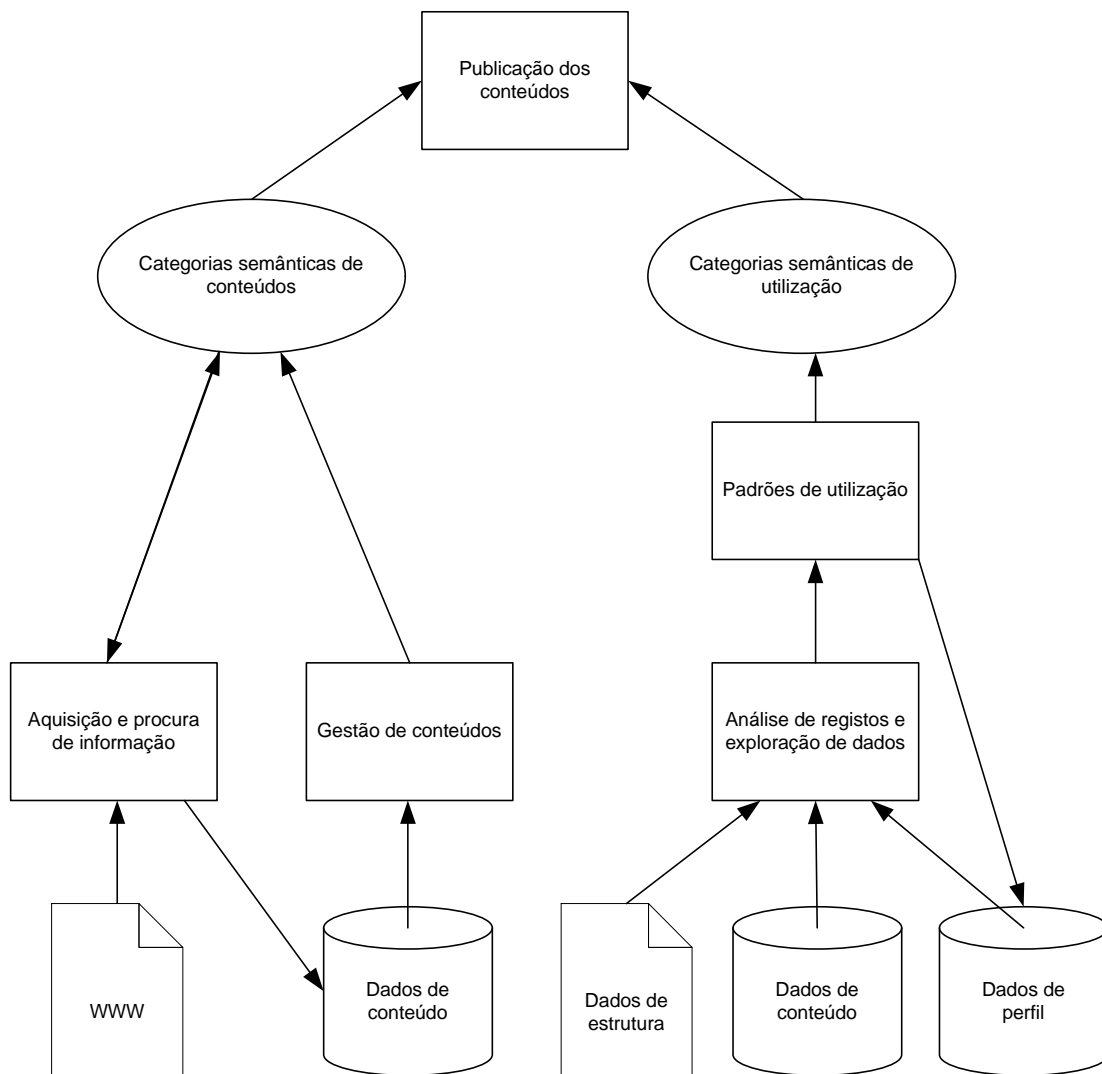 Publicação dos
conteúdos
Categorias semânticas de
conteúdos
Categorias semânticas de
utilização
Padrões de utilização
Aquisição e procura
de informação
Gestão de conteúdos
Análise de registos e
exploração de dados
WWW
Dados de
conteúdo
Dados de
estrutura
Dados de
conteúdo
Dados de
perfil